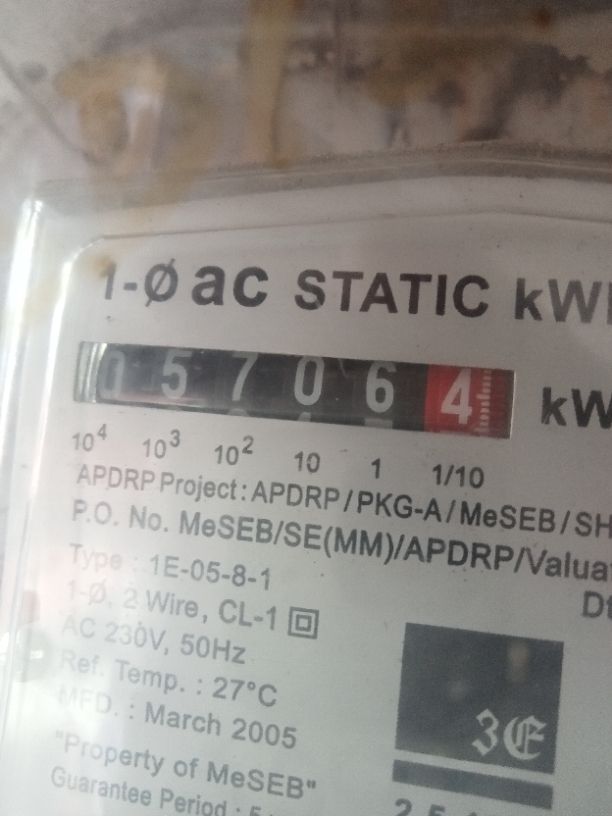 1-Ø ac STATIC kW
0 5 7 0 6 4 kW
10⁴ 10³ 10² 10 1 1/10
APDRP Project : APDRP / PKG-A / MeSEB / SH
P.O. No. MeSEB/SE(MM)/APDRP/Valua
Dt
Type : 1E-05-8-1
1-Ø, 2 Wire, CL-1
AC 230V, 50Hz
Ref. Temp. : 27°C
MFD. : March 2005
"Property of MeSEB"
Guarantee Period :